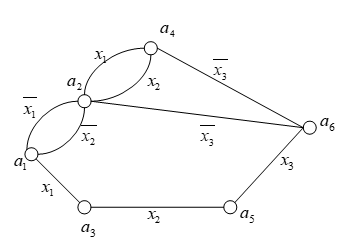 a₄
x₁
x̅₃
a₂
x₂
x̅₁
a₆
x̅₂
x̅₃
a₁
x₃
x₁
x₂
a₅
a₃